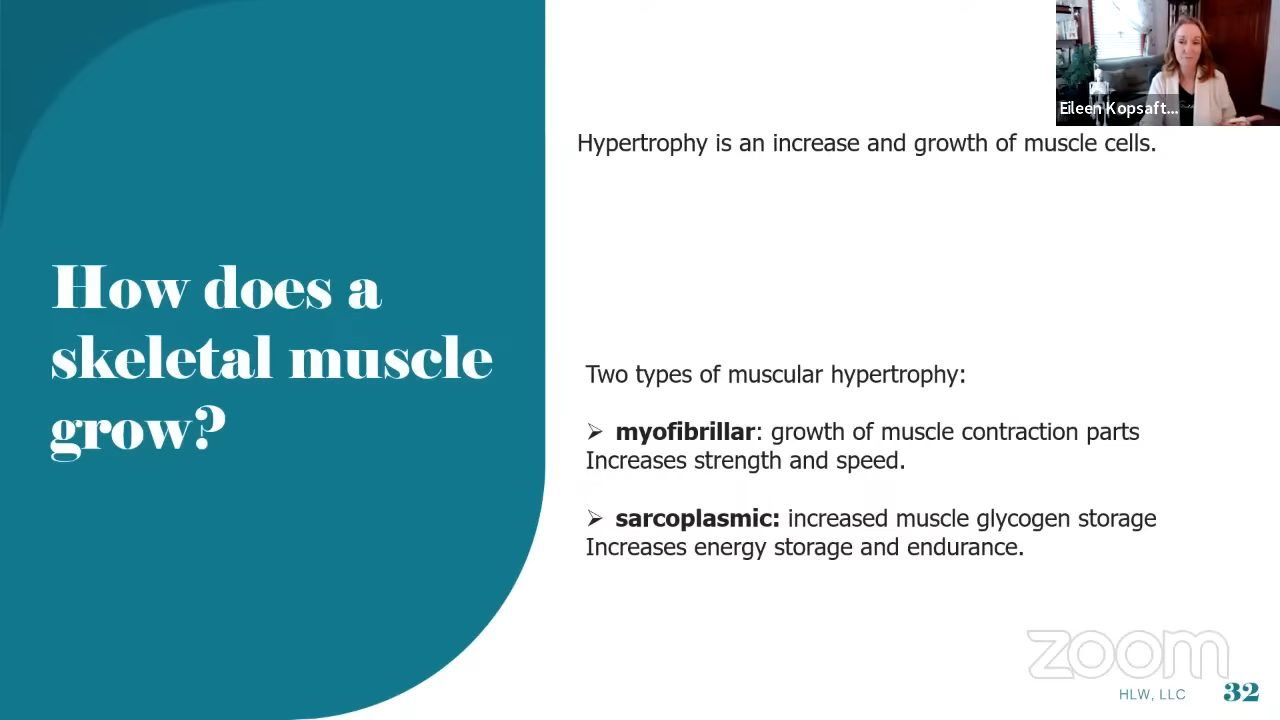 Eileen Kopsaft...
Hypertrophy is an increase and growth of muscle cells.
How does a
skeletal muscle
grow?
Two types of muscular hypertrophy:
➢ myofibrillar: growth of muscle contraction parts
Increases strength and speed.
➢ sarcoplasmic: increased muscle glycogen storage
Increases energy storage and endurance.
zoom
HLW, LLC
32